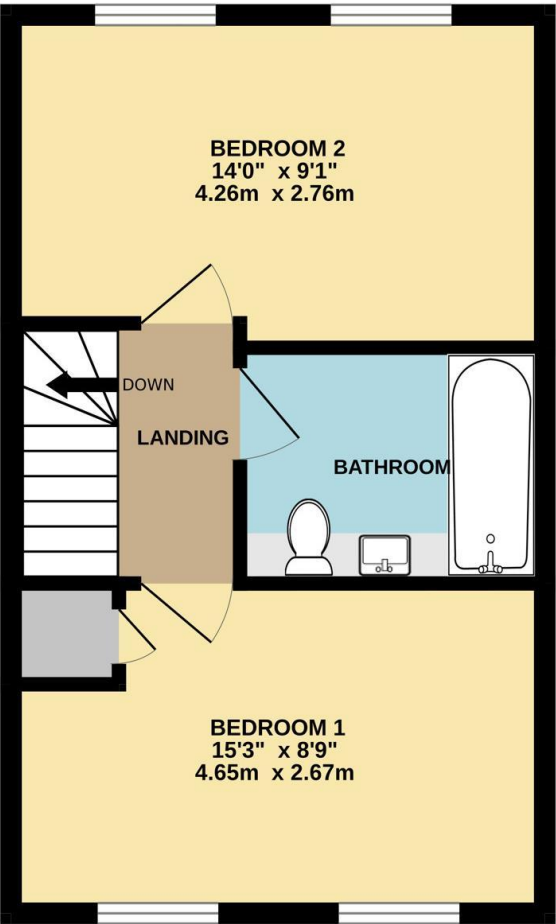 BEDROOM 2
14'0" x 9'1"
4.26m x 2.76m
DOWN
LANDING
BATHROOM
BEDROOM 1
15'3" x 8'9"
4.65m x 2.67m